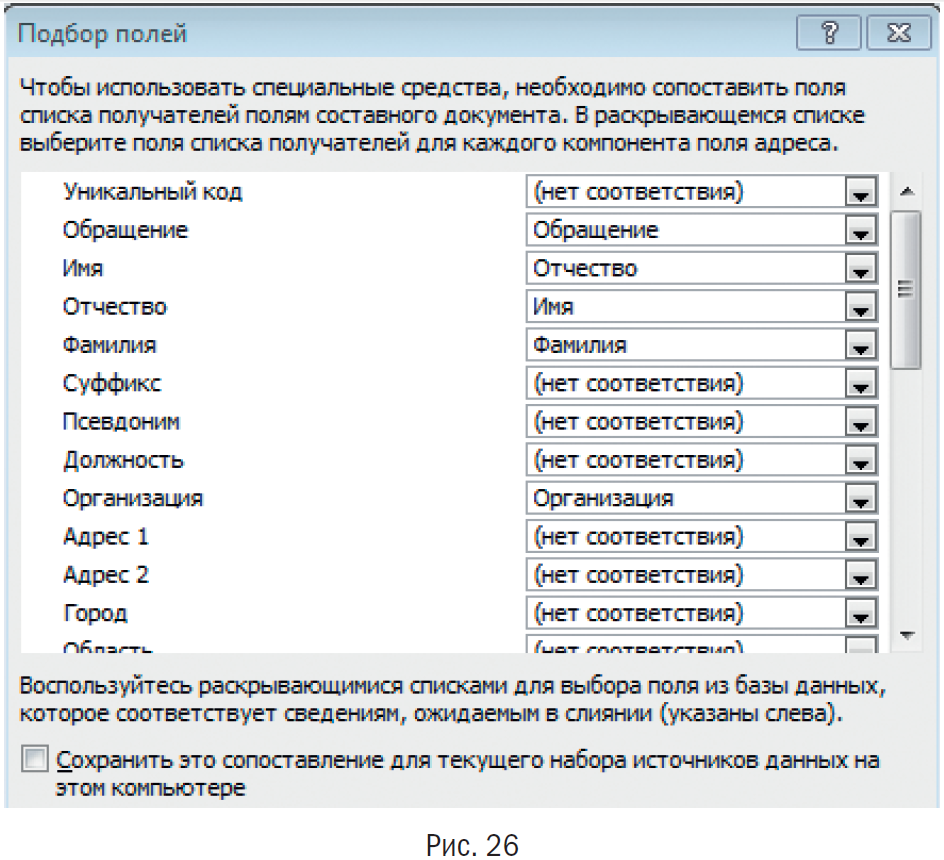 Подбор полей
Чтобы использовать специальные средства, необходимо сопоставить поля
списка получателей полям составного документа. В раскрывающемся списке
выберите поля списка получателей для каждого компонента поля адреса.
Уникальный код (нет соответствия)
Обращение Обращение
Имя Отчество
Отчество Имя
Фамилия Фамилия
Суффикс (нет соответствия)
Псевдоним (нет соответствия)
Должность (нет соответствия)
Организация Организация
Адрес 1 (нет соответствия)
Адрес 2 (нет соответствия)
Город (нет соответствия)
Область (нет соответствия)
Воспользуйтесь раскрывающимися списками для выбора поля из базы данных,
которое соответствует сведениям, ожидаемым в слиянии (указаны слева).
Сохранить это сопоставление для текущего набора источников данных на
этом компьютере
Рис. 26